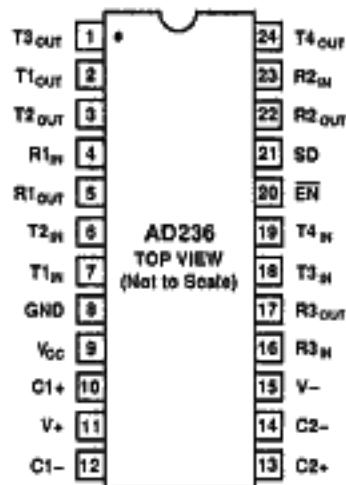 T3OUT 1 24 T4OUT
T1OUT 2 23 R2IN
T2OUT 3 22 R2OUT
R1IN 4 21 SD
R1OUT 5 20 E̅N̅
T2IN 6 19 T4IN
AD236
TOP VIEW
(Not to Scale)
T1IN 7 18 T3IN
GND 8 17 R3OUT
VCC 9 16 R3IN
C1+ 10 15 V–
V+ 11 14 C2–
C1– 12 13 C2+